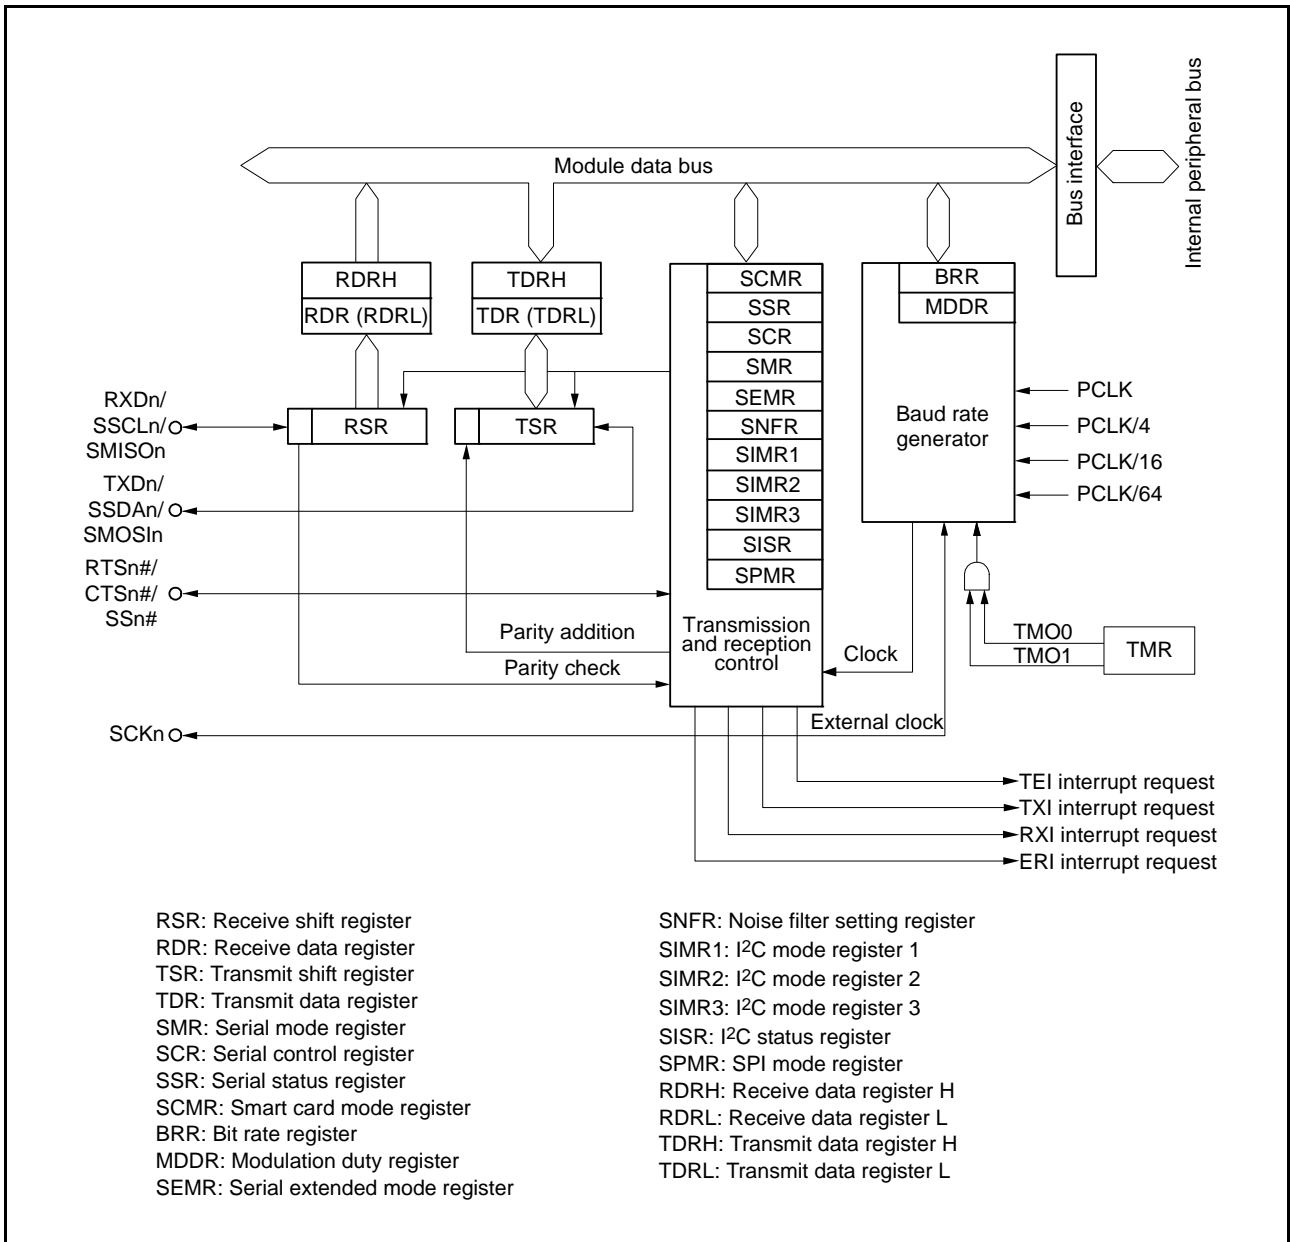 Module data bus
Bus interface
Internal peripheral bus
RDRH
RDR (RDRL)
TDRH
TDR (TDRL)
SCMR
SSR
SCR
SMR
SEMR
SNFR
SIMR1
SIMR2
SIMR3
SISR
SPMR
Transmission
and reception
control
BRR
MDDR
Baud rate
generator
PCLK
PCLK/4
PCLK/16
PCLK/64
RSR
TSR
RXDn/
SSCLn/
SMISOn
TXDn/
SSDAn/
SMOSIn
RTSn#/
CTSn#/
SSn#
Parity addition
Parity check
Clock
TMO0
TMO1
TMR
SCKn
External clock
TEI interrupt request
TXI interrupt request
RXI interrupt request
ERI interrupt request
RSR: Receive shift register
RDR: Receive data register
TSR: Transmit shift register
TDR: Transmit data register
SMR: Serial mode register
SCR: Serial control register
SSR: Serial status register
SCMR: Smart card mode register
BRR: Bit rate register
MDDR: Modulation duty register
SEMR: Serial extended mode register
SNFR: Noise filter setting register
SIMR1: I2C mode register 1
SIMR2: I2C mode register 2
SIMR3: I2C mode register 3
SISR: I2C status register
SPMR: SPI mode register
RDRH: Receive data register H
RDRL: Receive data register L
TDRH: Transmit data register H
TDRL: Transmit data register L